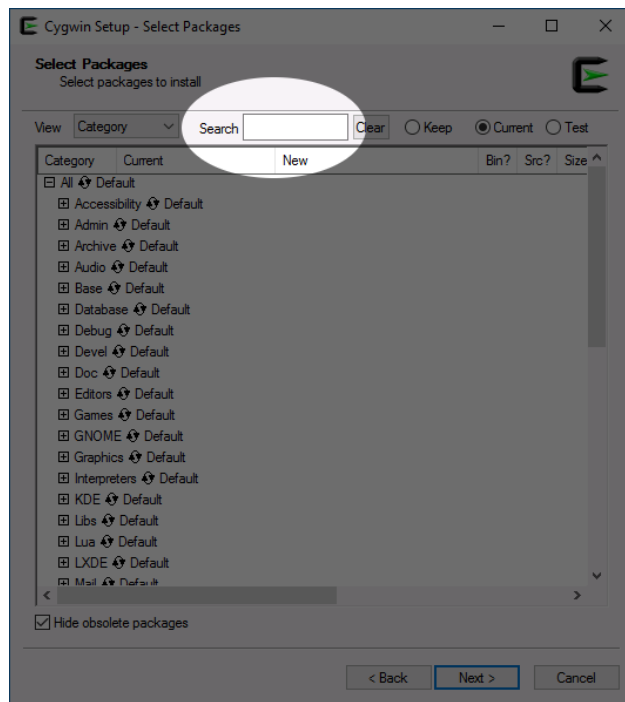 Cygwin Setup - Select Packages
Select Packages
Select packages to install
View Category Search Clear Keep Current Test
Category Current New Bin? Src? Size
All Default
Accessibility Default
Admin Default
Archive Default
Audio Default
Base Default
Database Default
Debug Default
Devel Default
Doc Default
Editors Default
Games Default
GNOME Default
Graphics Default
Interpreters Default
KDE Default
Libs Default
Lua Default
LXDE Default
Mail Default
Hide obsolete packages
< Back Next > Cancel